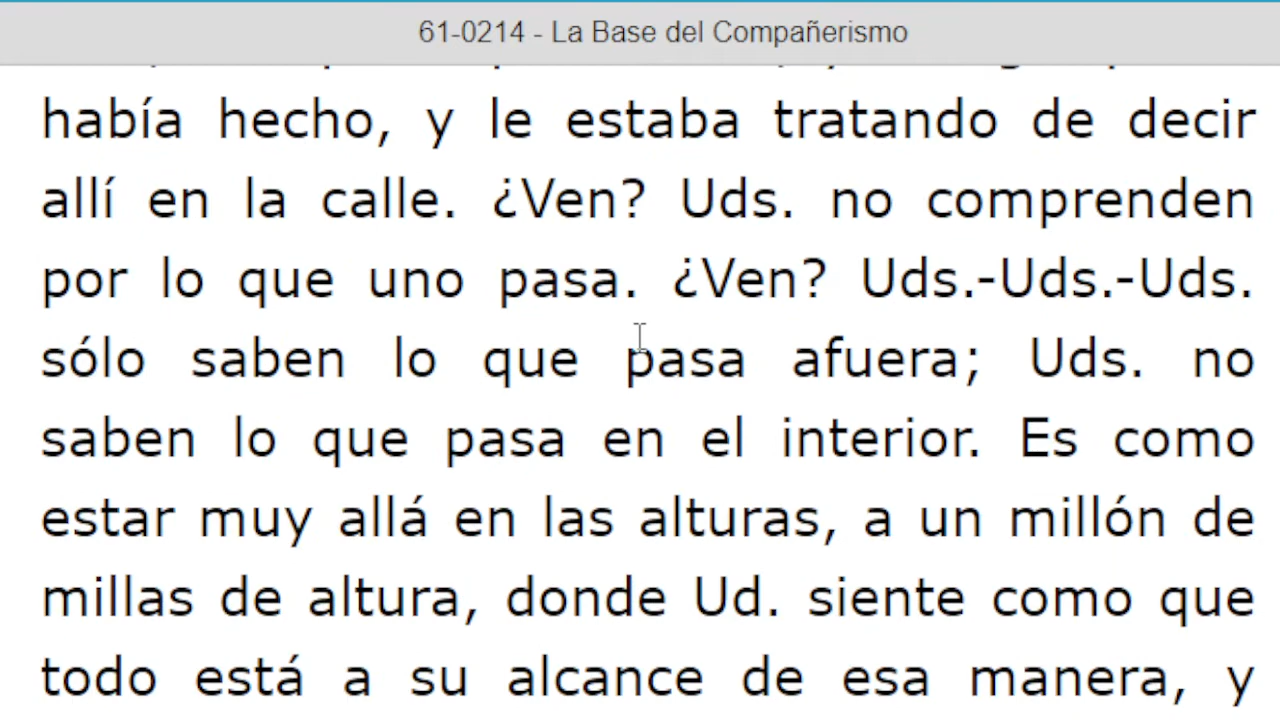 61-0214 - La Base del Compañerismo
había hecho, y le estaba tratando de decir
allí en la calle. ¿Ven? Uds. no comprenden
por lo que uno pasa. ¿Ven? Uds.-Uds.-Uds.
sólo saben lo que pasa afuera; Uds. no
saben lo que pasa en el interior. Es como
estar muy allá en las alturas, a un millón de
millas de altura, donde Ud. siente como que
todo está a su alcance de esa manera, y